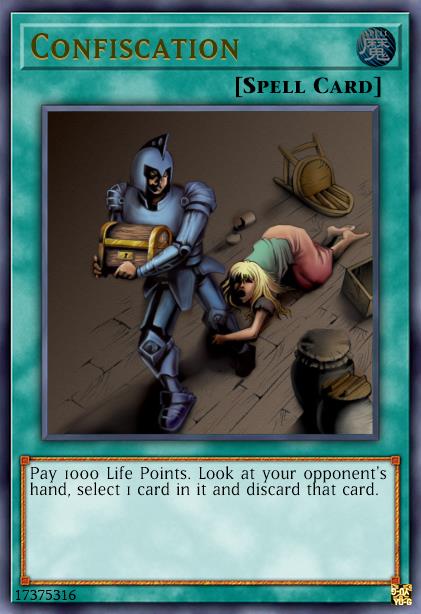 CONFISCATION
魔
[SPELL CARD]
Pay 1000 Life Points. Look at your opponent's
hand, select 1 card in it and discard that card.
17375316